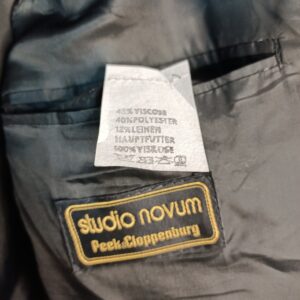 48% VISCOSE
40% POLYESTER
12% LEINEN
HAUPTFUTTER
100% VISKOSE
studio novum
Peek&Cloppenburg